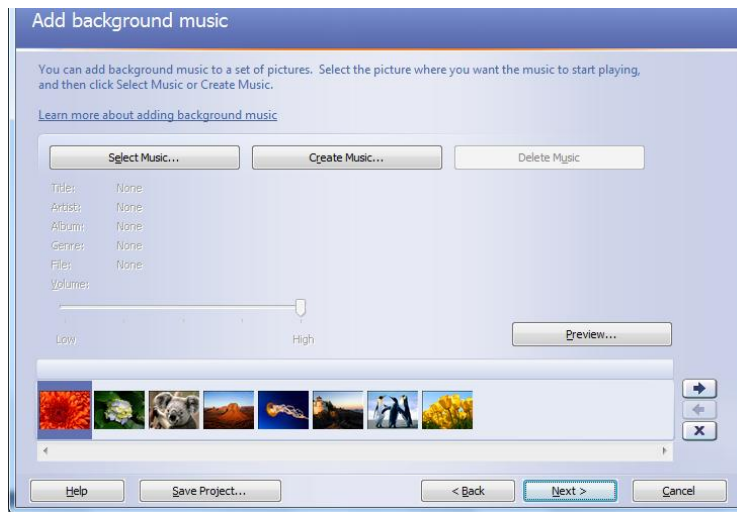 Add background music
You can add background music to a set of pictures.  Select the picture where you want the music to start playing,
and then click Select Music or Create Music.
Learn more about adding background music
Select Music...
Create Music...
Delete Music
Title: None
Artist: None
Album: None
Genre: None
File: None
Volume:
Low
High
Preview...
Help
Save Project...
< Back
Next >
Cancel